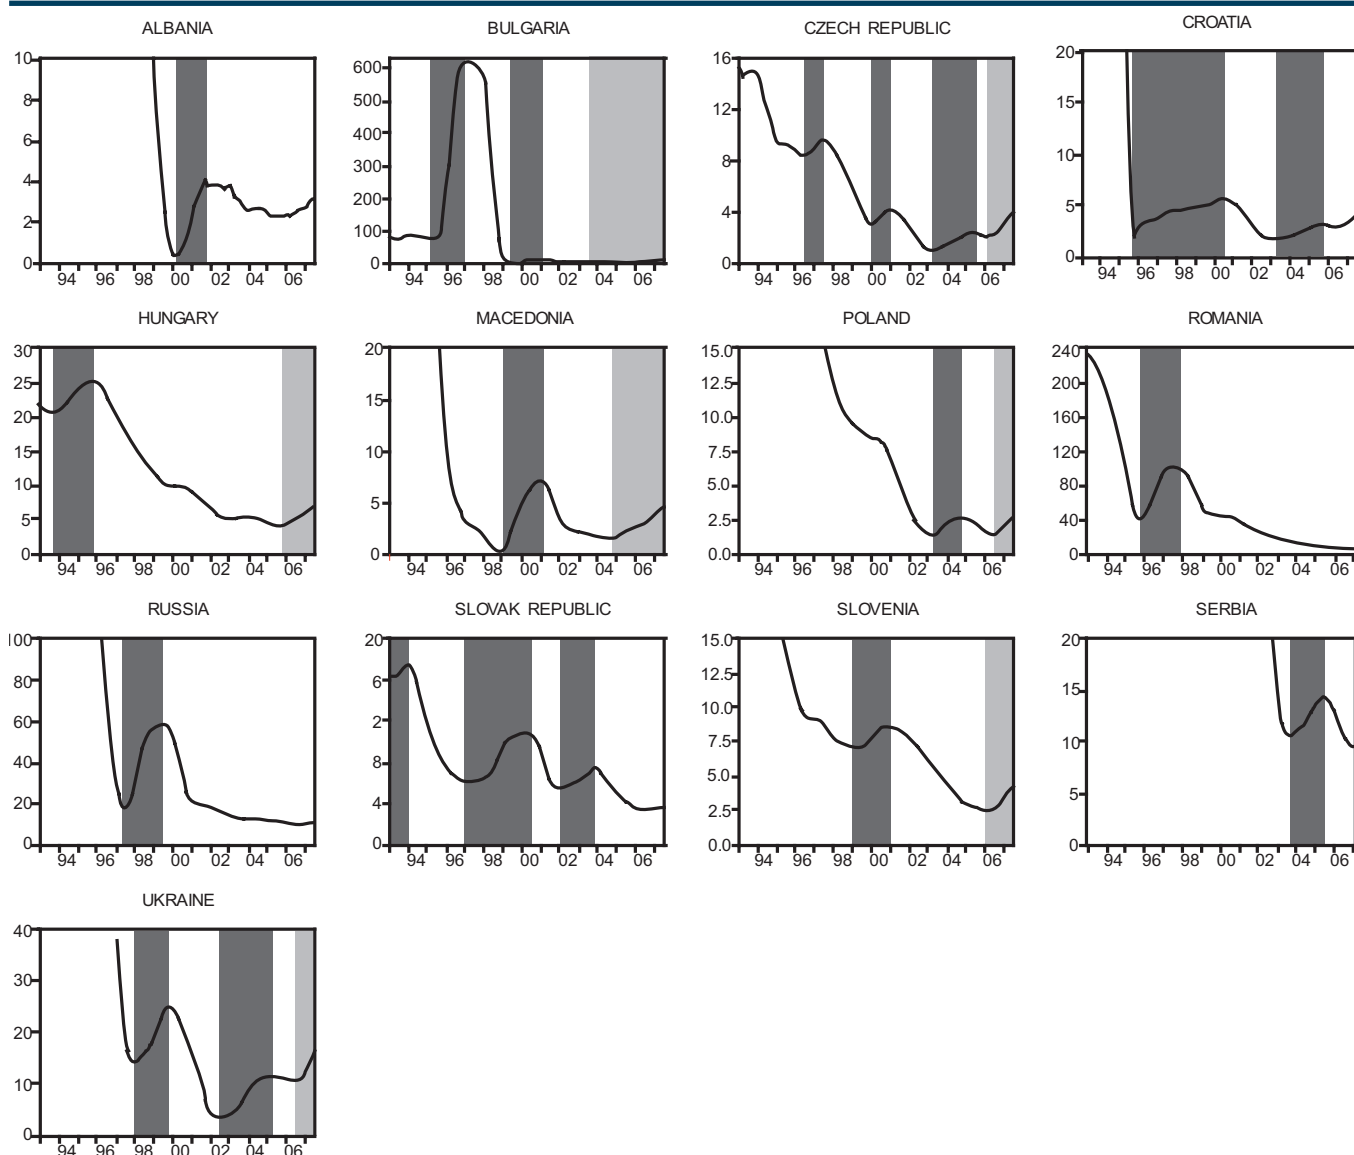 ALBANIA BULGARIA CZECH REPUBLIC CROATIA
10 600 16 20
8 500 12 15
6 400 8 10
4 300 4 5
2 200 0 0
0 100
0
94 96 98 00 02 04 06 94 96 98 00 02 04 06 94 96 98 00 02 04 06 94 96 98 00 02 04 06
HUNGARY MACEDONIA POLAND ROMANIA
30 20 15.0 240
25 15 12.5 200
20 10 10.0 160
15 5 7.5 120
10 0 5.0 80
5 2.5 40
0 0.0 0
94 96 98 00 02 04 06 94 96 98 00 02 04 06 94 96 98 00 02 04 06 94 96 98 00 02 04 06
RUSSIA SLOVAK REPUBLIC SLOVENIA SERBIA
100 20 15.0 20
80 6 12.5 15
60 2 10.0 10
40 8 7.5 5
20 4 5.0 0
0 0 2.5
0.0
94 96 98 00 02 04 06 94 96 98 00 02 04 06 94 96 98 00 02 04 06 94 96 98 00 02 04 06
UKRAINE
40
30
20
10
0
94 96 98 00 02 04 06